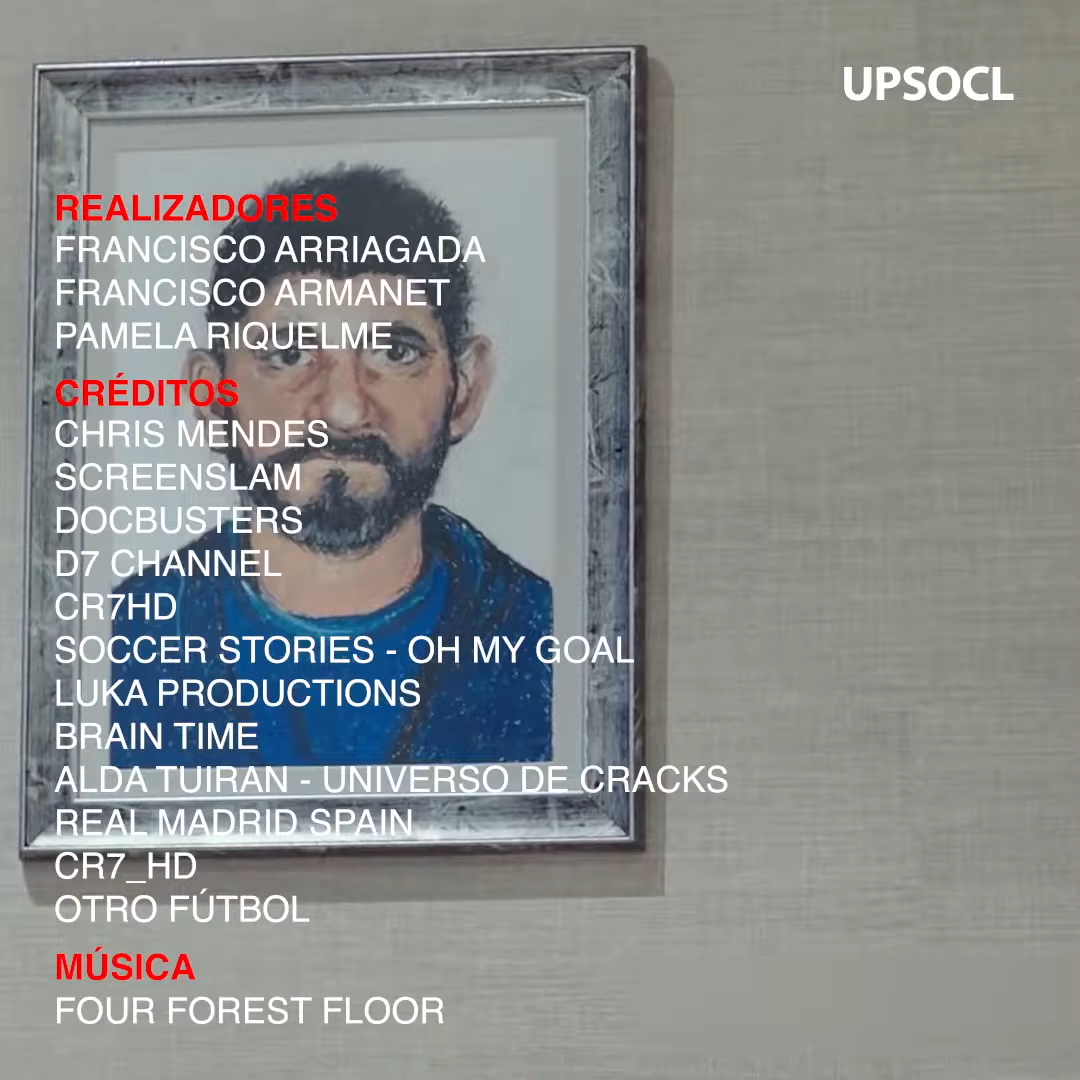 UPSOCL
REALIZADORES
FRANCISCO ARRIAGADA
FRANCISCO ARMANET
PAMELA RIQUELME
CRÉDITOS
CHRIS MENDES
SCREENSLAM
DOCBUSTERS
D7 CHANNEL
CR7HD
SOCCER STORIES - OH MY GOAL
LUKA PRODUCTIONS
BRAIN TIME
ALDA TUIRAN - UNIVERSO DE CRACKS
REAL MADRID SPAIN
CR7_HD
OTRO FÚTBOL
MÚSICA
FOUR FOREST FLOOR